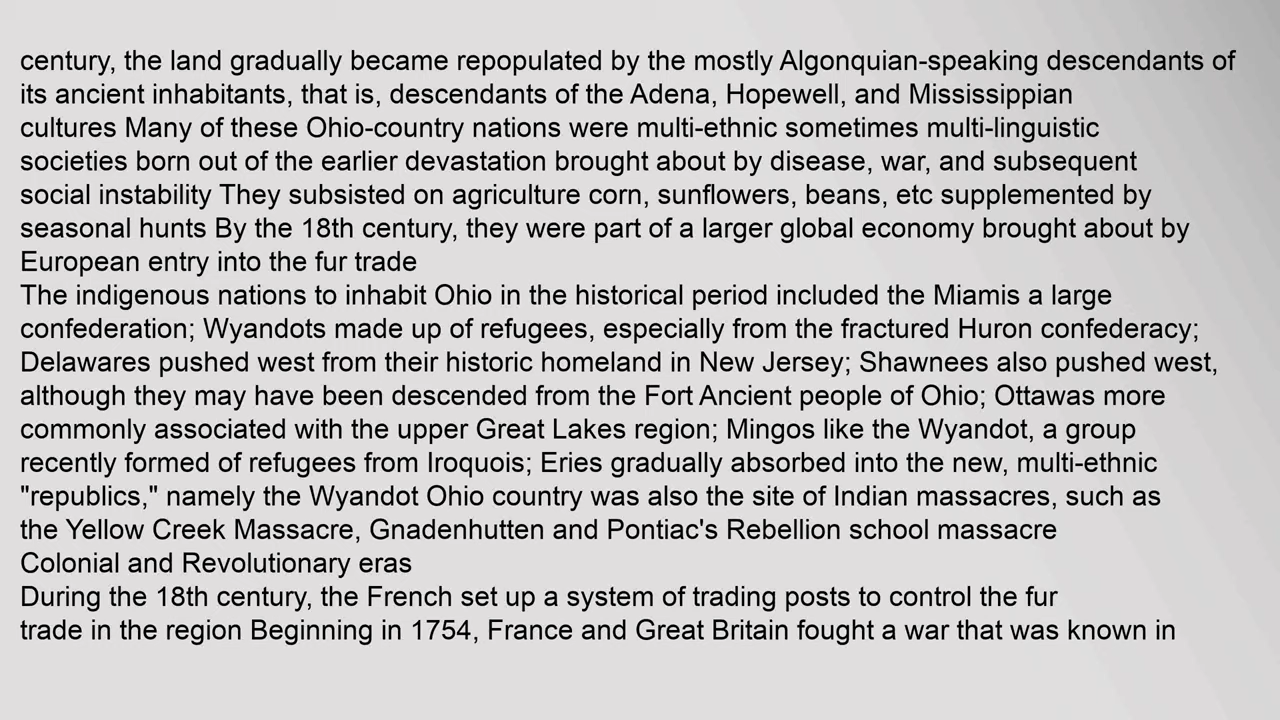 century, the land gradually became repopulated by the mostly Algonquian-speaking descendants of
its ancient inhabitants, that is, descendants of the Adena, Hopewell, and Mississippian
cultures Many of these Ohio-country nations were multi-ethnic sometimes multi-linguistic
societies born out of the earlier devastation brought about by disease, war, and subsequent
social instability They subsisted on agriculture corn, sunflowers, beans, etc supplemented by
seasonal hunts By the 18th century, they were part of a larger global economy brought about by
European entry into the fur trade
The indigenous nations to inhabit Ohio in the historical period included the Miamis a large
confederation; Wyandots made up of refugees, especially from the fractured Huron confederacy;
Delawares pushed west from their historic homeland in New Jersey; Shawnees also pushed west,
although they may have been descended from the Fort Ancient people of Ohio; Ottawas more
commonly associated with the upper Great Lakes region; Mingos like the Wyandot, a group
recently formed of refugees from Iroquois; Eries gradually absorbed into the new, multi-ethnic
"republics," namely the Wyandot Ohio country was also the site of Indian massacres, such as
the Yellow Creek Massacre, Gnadenhutten and Pontiac's Rebellion school massacre
Colonial and Revolutionary eras
During the 18th century, the French set up a system of trading posts to control the fur
trade in the region Beginning in 1754, France and Great Britain fought a war that was known in